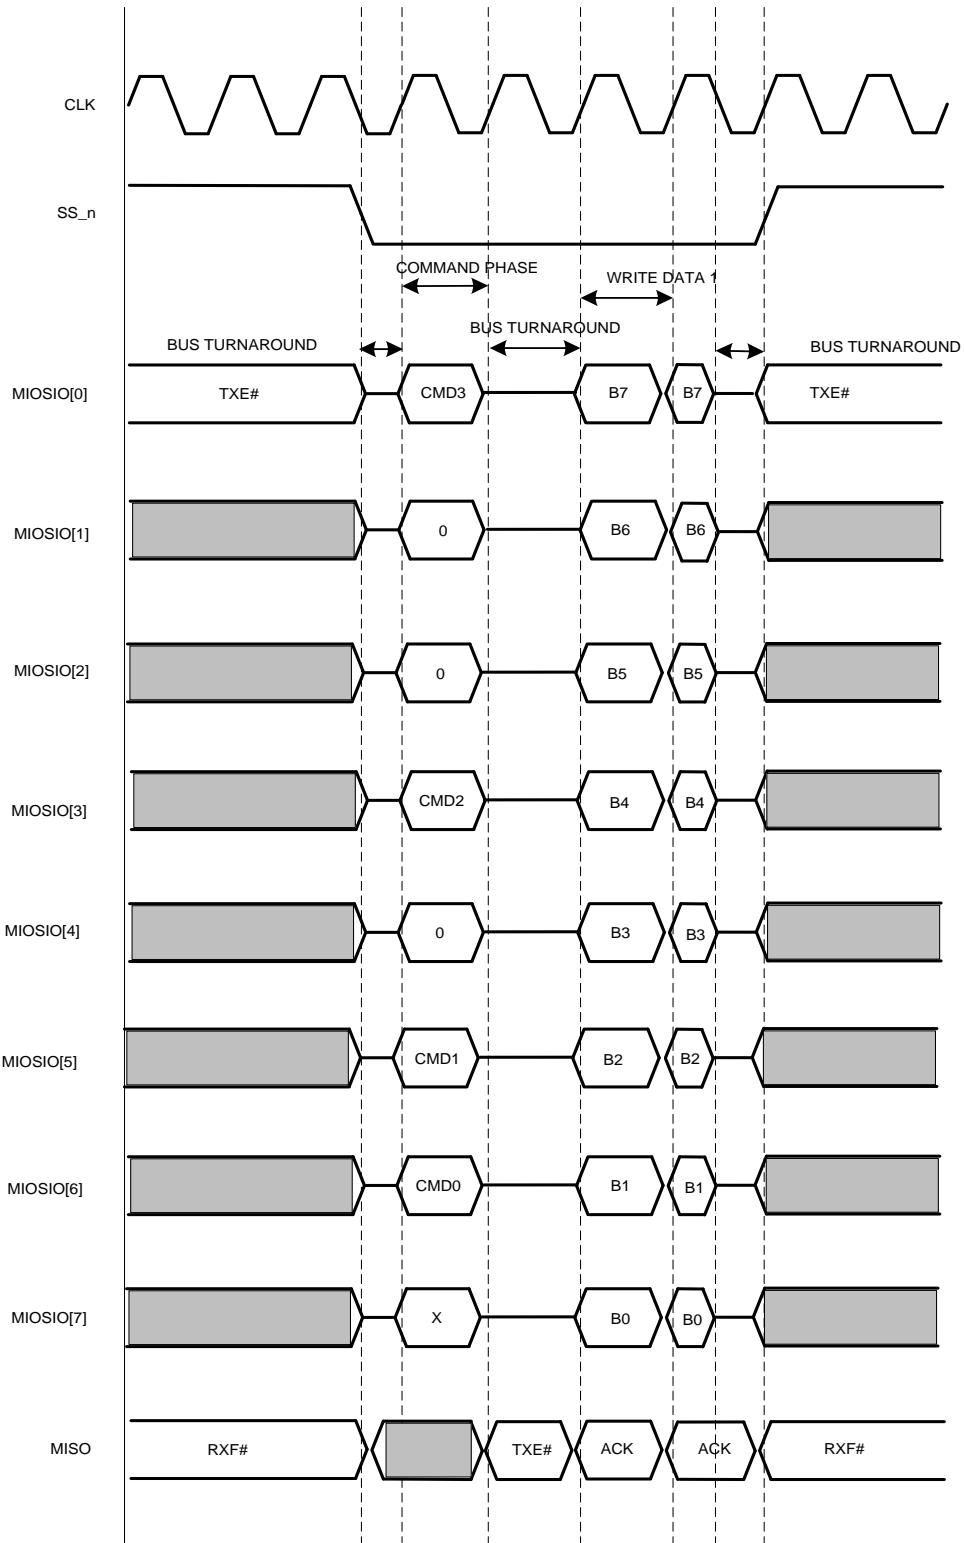 CLK
SS_n
COMMAND PHASE
WRITE DATA 1
BUS TURNAROUND
BUS TURNAROUND
BUS TURNAROUND
MIOSIO[0] TXE# CMD3 B7 B7 TXE#
MIOSIO[1] 0 B6 B6
MIOSIO[2] 0 B5 B5
MIOSIO[3] CMD2 B4 B4
MIOSIO[4] 0 B3 B3
MIOSIO[5] CMD1 B2 B2
MIOSIO[6] CMD0 B1 B1
MIOSIO[7] X B0 B0
MISO RXF# TXE# ACK ACK RXF#